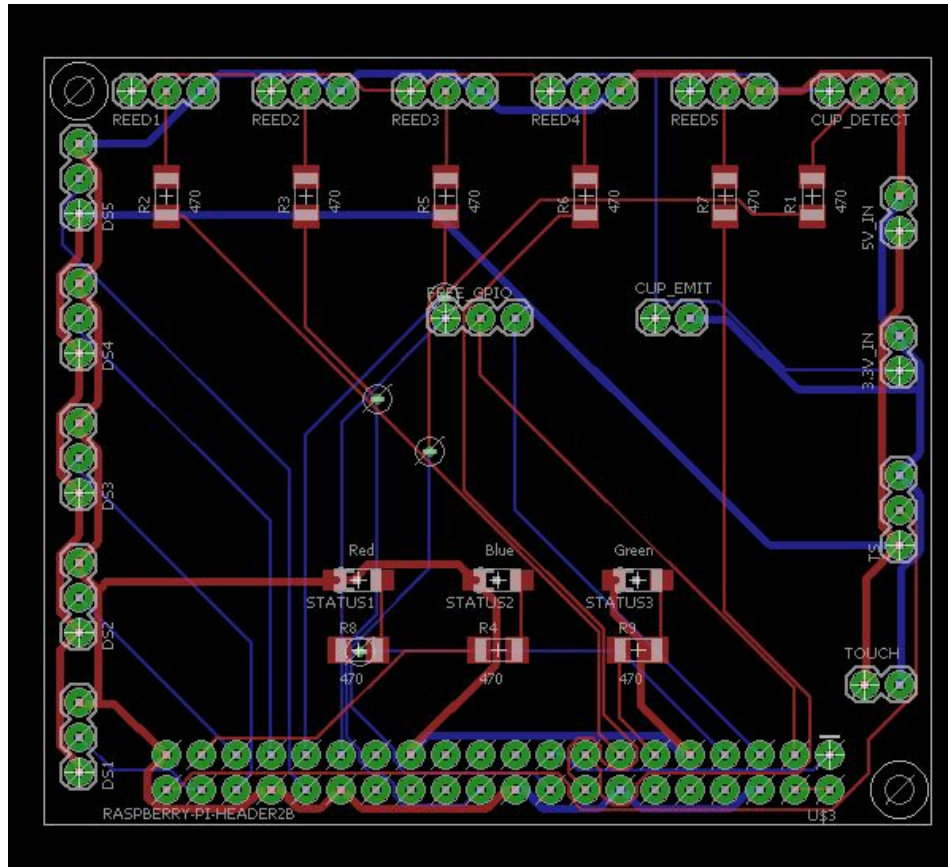 REED1
REED2
REED3
REED4
REED5
CUP_DETECT
R2
470
R3
470
R5
470
R6
470
R7
470
R1
470
DS5
5V_IN
FREE_GPIO
CUP_EMIT
DS4
3.3V_IN
DS3
TS
Red
Blue
Green
STATUS1
STATUS2
STATUS3
DS2
R8
R4
R9
470
470
470
TOUCH
DS1
RASPBERRY-PI-HEADER2B
U$3